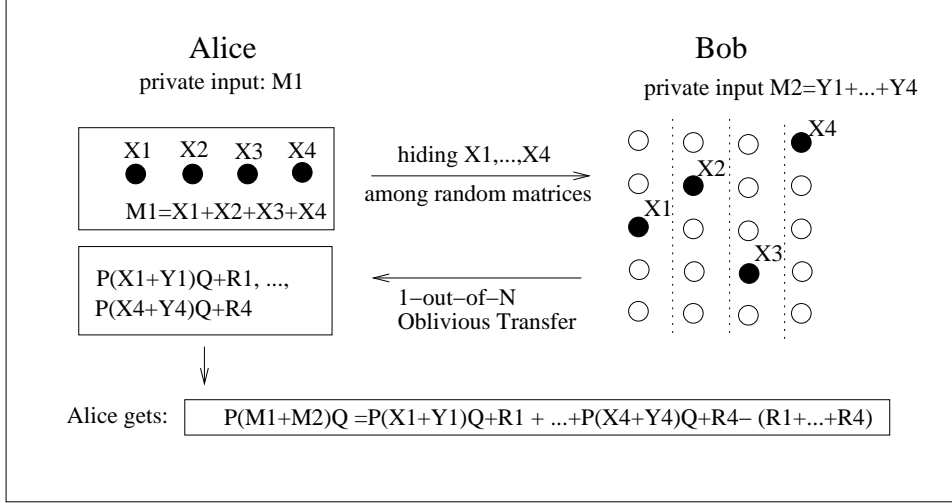 Alice
private input: M1
X1 X2 X3 X4
M1=X1+X2+X3+X4
hiding X1,...,X4
among random matrices
Bob
private input M2=Y1+...+Y4
X4
X2
X1
X3
P(X1+Y1)Q+R1, ...,
P(X4+Y4)Q+R4
1-out-of-N
Oblivious Transfer
Alice gets:
P(M1+M2)Q =P(X1+Y1)Q+R1 + ...+P(X4+Y4)Q+R4- (R1+...+R4)